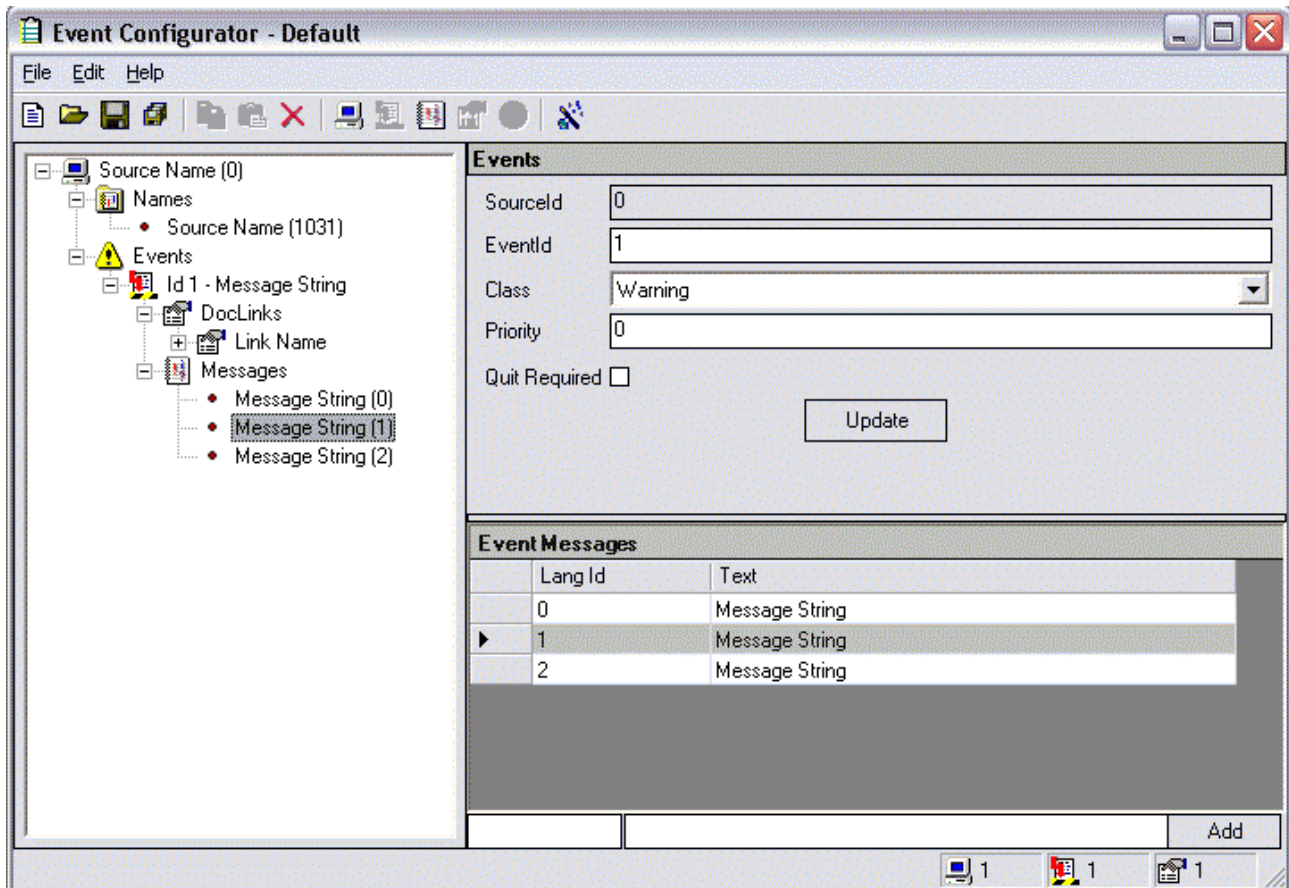 Event Configurator - Default
File Edit Help
Source Name (0)
Names
Source Name (1031)
Events
Id 1 - Message String
DocLinks
Link Name
Messages
Message String (0)
Message String (1)
Message String (2)
Events
SourceId 0
EventId 1
Class Warning
Priority 0
Quit Required
Update
Event Messages
Lang Id Text
0 Message String
1 Message String
2 Message String
Add
1 1 1